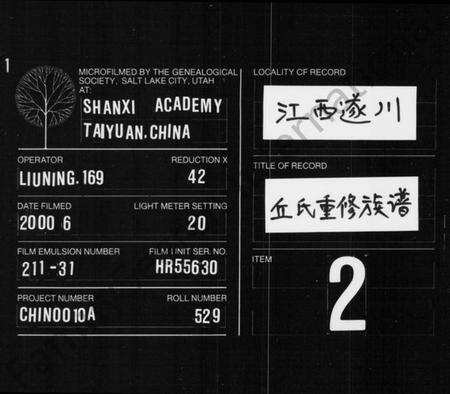 1
MICROFILMED BY THE GENEALOGICAL
SOCIETY, SALT LAKE CITY, UTAH
AT:
SHANXI ACADEMY
TAIYUAN.CHINA
OPERATOR REDUCTION X
LIUNING.169 42
DATE FILMED LIGHT METER SETTING
2000 6 20
FILM EMULSION NUMBER FILM UNIT SER. NO.
211-31 HR55630
PROJECT NUMBER ROLL NUMBER
CHINOO10A 529
LOCALITY OF RECORD
江西遂川
TITLE OF RECORD
丘氏重修族谱
ITEM
2